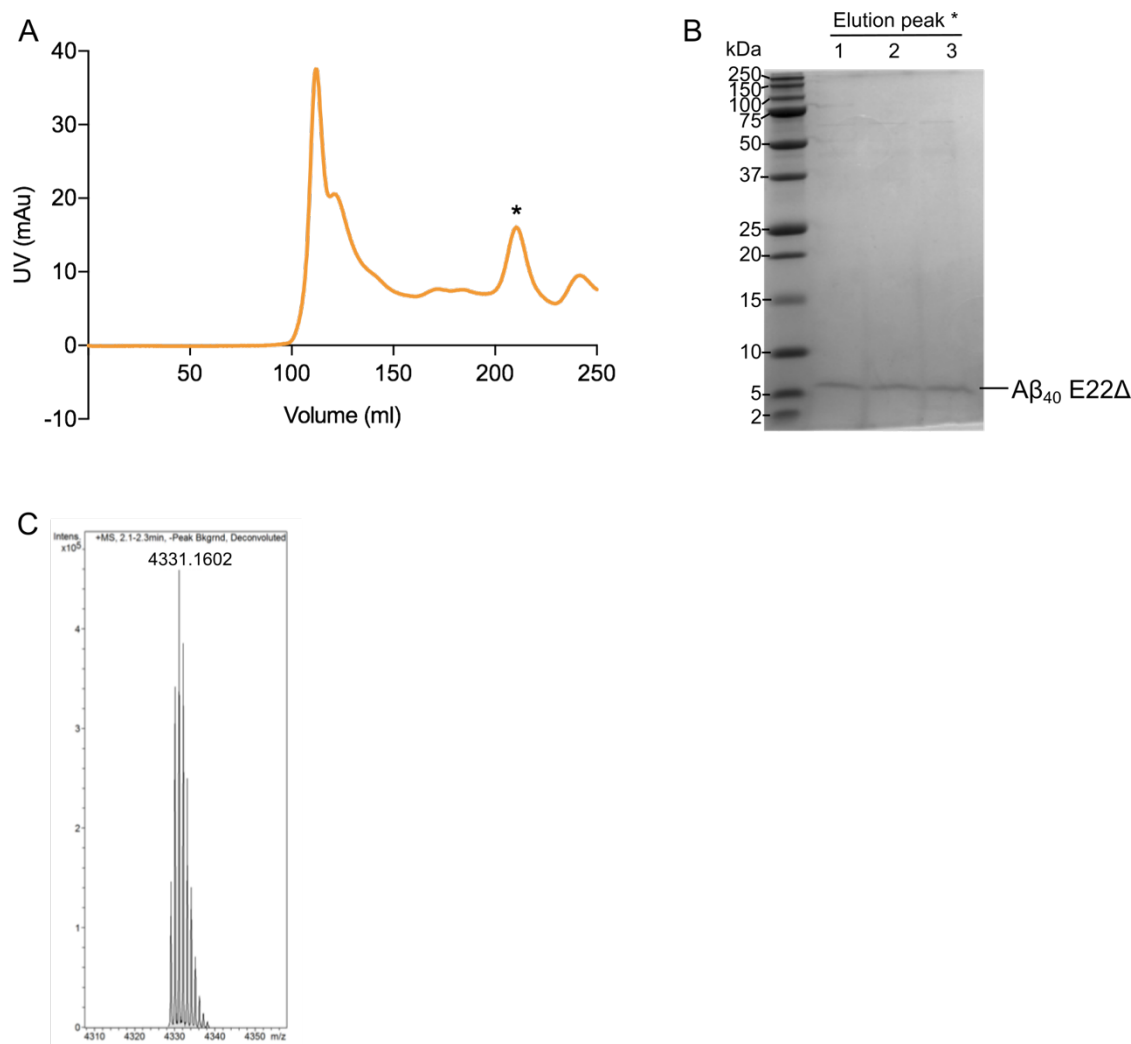 A
40
30
20
10
0
-10
UV (mAu)
50
100
150
200
250
Volume (ml)
*
B
Elution peak *
kDa
1 2 3
250
150
100
75
50
37
25
20
15
10
5
2
Aβ₄₀ E22Δ
C
Intens.
x10⁵
+MS, 2.1-2.3min, -Peak Bkgrnd, Deconvoluted
4331.1602
4
3
2
1
0
4310 4320 4330 4340 4350 m/z